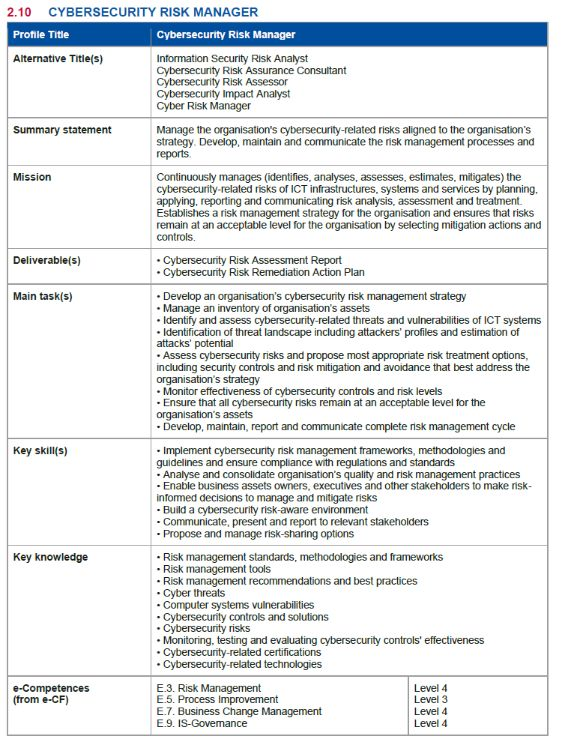 2.10 CYBERSECURITY RISK MANAGER
Profile Title Cybersecurity Risk Manager
Alternative Title(s) Information Security Risk Analyst
Cybersecurity Risk Assurance Consultant
Cybersecurity Risk Assessor
Cybersecurity Impact Analyst
Cyber Risk Manager
Summary statement Manage the organisation's cybersecurity-related risks aligned to the organisation's
strategy. Develop, maintain and communicate the risk management processes and
reports.
Mission Continuously manages (identifies, analyses, assesses, estimates, mitigates) the
cybersecurity-related risks of ICT infrastructures, systems and services by planning,
applying, reporting and communicating risk analysis, assessment and treatment.
Establishes a risk management strategy for the organisation and ensures that risks
remain at an acceptable level for the organisation by selecting mitigation actions and
controls.
Deliverable(s) • Cybersecurity Risk Assessment Report
• Cybersecurity Risk Remediation Action Plan
Main task(s) • Develop an organisation's cybersecurity risk management strategy
• Manage an inventory of organisation's assets
• Identify and assess cybersecurity-related threats and vulnerabilities of ICT systems
• Identification of threat landscape including attackers' profiles and estimation of
attacks' potential
• Assess cybersecurity risks and propose most appropriate risk treatment options,
including security controls and risk mitigation and avoidance that best address the
organisation's strategy
• Monitor effectiveness of cybersecurity controls and risk levels
• Ensure that all cybersecurity risks remain at an acceptable level for the
organisation's assets
• Develop, maintain, report and communicate complete risk management cycle
Key skill(s) • Implement cybersecurity risk management frameworks, methodologies and
guidelines and ensure compliance with regulations and standards
• Analyse and consolidate organisation's quality and risk management practices
• Enable business assets owners, executives and other stakeholders to make risk-
informed decisions to manage and mitigate risks
• Build a cybersecurity risk-aware environment
• Communicate, present and report to relevant stakeholders
• Propose and manage risk-sharing options
Key knowledge • Risk management standards, methodologies and frameworks
• Risk management tools
• Risk management recommendations and best practices
• Cyber threats
• Computer systems vulnerabilities
• Cybersecurity controls and solutions
• Cybersecurity risks
• Monitoring, testing and evaluating cybersecurity controls' effectiveness
• Cybersecurity-related certifications
• Cybersecurity-related technologies
e-Competences E.3. Risk Management Level 4
(from e-CF) E.5. Process Improvement Level 3
E.7. Business Change Management Level 4
E.9. IS-Governance Level 4